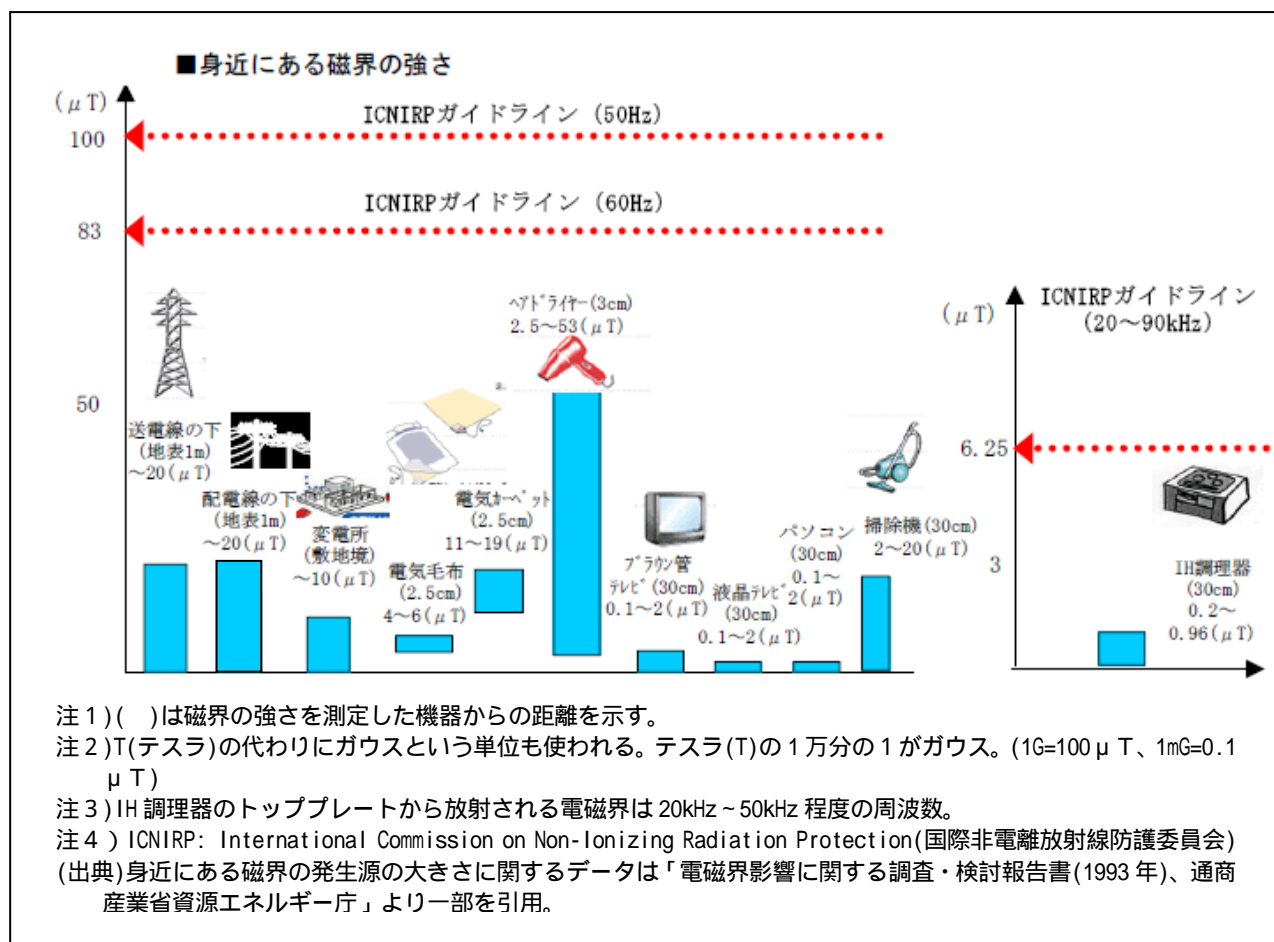 ■身近にある磁界の強さ
(μT)
ICNIRPガイドライン (50Hz)
100
ICNIRPガイドライン (60Hz)
83
50
送電線の下
(地表1m)
～20(μT)
配電線の下
(地表1m)
～20(μT)
変電所
(敷地境)
～10(μT)
電気毛布
(2.5cm)
4～6(μT)
電気ｶｰﾍﾟｯﾄ
(2.5cm)
11～19(μT)
ﾍｱﾄﾞﾗｲﾔｰ(3cm)
2.5～53(μT)
ﾌﾞﾗｳﾝ管
ﾃﾚﾋﾞ(30cm)
0.1～2(μT)
液晶ﾃﾚﾋﾞ
(30cm)
0.1～2(μT)
パソコン
(30cm)
0.1～
2(μT)
掃除機(30cm)
2～20(μT)
(μT)
ICNIRPガイドライン
(20～90kHz)
6.25
3
IH調理器
(30cm)
0.2～
0.96(μT)
注１)(　)は磁界の強さを測定した機器からの距離を示す。
注２)T(テスラ)の代わりにガウスという単位も使われる。テスラ(T)の１万分の１がガウス。(1G=100μT、1mG=0.1
μT)
注３)IH 調理器のトッププレートから放射される電磁界は 20kHz～50kHz 程度の周波数。
注４）ICNIRP: International Commission on Non-Ionizing Radiation Protection(国際非電離放射線防護委員会)
(出典)身近にある磁界の発生源の大きさに関するデータは「電磁界影響に関する調査・検討報告書(1993 年)、通商
産業省資源エネルギー庁」より一部を引用。